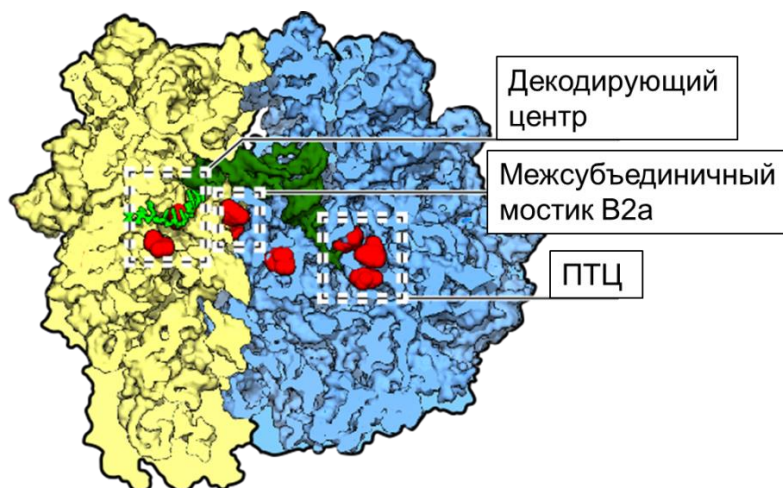 Декодирующий
центр
Межсубъединичный
мостик B2a
ПТЦ